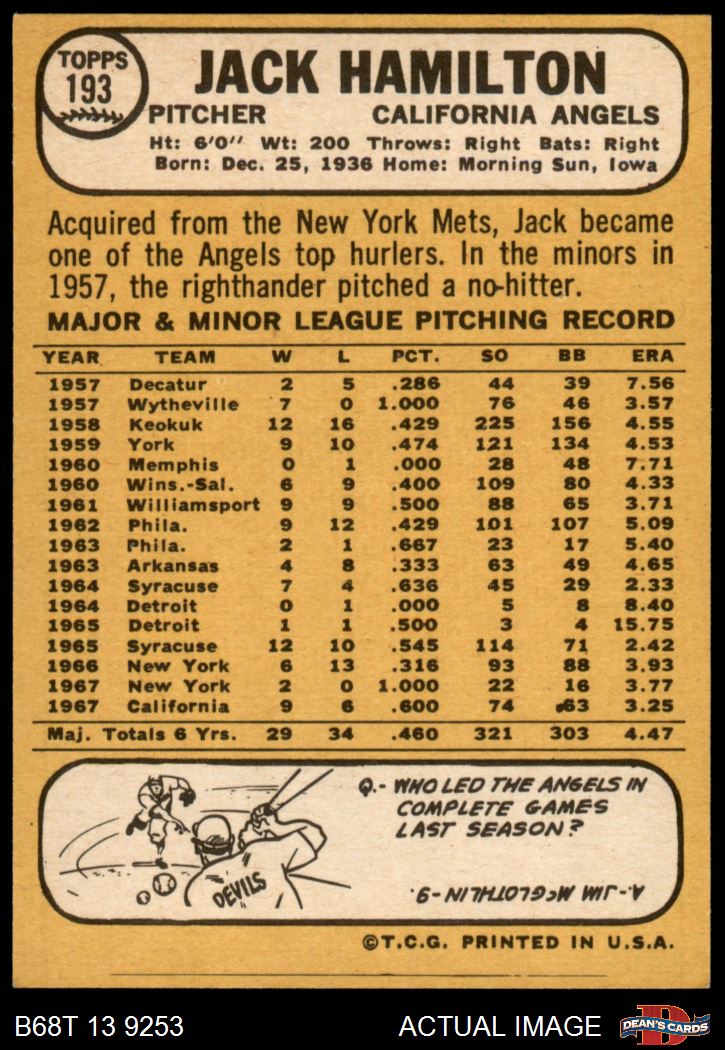 TOPPS
193
JACK HAMILTON
PITCHER CALIFORNIA ANGELS
Ht: 6'0" Wt: 200 Throws: Right Bats: Right
Born: Dec. 25, 1936 Home: Morning Sun, Iowa
Acquired from the New York Mets, Jack became
one of the Angels top hurlers. In the minors in
1957, the righthander pitched a no-hitter.
MAJOR & MINOR LEAGUE PITCHING RECORD
YEAR TEAM W L PCT. SO BB ERA
1957 Decatur 2 5 .286 44 39 7.56
1957 Wytheville 7 0 1.000 76 46 3.57
1958 Keokuk 12 16 .429 225 156 4.55
1959 York 9 10 .474 121 134 4.53
1960 Memphis 0 1 .000 28 48 7.71
1960 Wins.-Sal. 6 9 .400 109 80 4.33
1961 Williamsport 9 9 .500 88 65 3.71
1962 Phila. 9 12 .429 101 107 5.09
1963 Phila. 2 1 .667 23 17 5.40
1963 Arkansas 4 8 .333 63 49 4.65
1964 Syracuse 7 4 .636 45 29 2.33
1964 Detroit 0 1 .000 5 8 8.40
1965 Detroit 1 1 .500 3 4 15.75
1965 Syracuse 12 10 .545 114 71 2.42
1966 New York 6 13 .316 93 88 3.93
1967 New York 2 0 1.000 22 16 3.77
1967 California 9 6 .600 74 63 3.25
Maj. Totals 6 Yrs. 29 34 .460 321 303 4.47
Q.- WHO LED THE ANGELS IN
COMPLETE GAMES
LAST SEASON?
DEVILS
A- JIM McGLOTHLIN -9.
©T.C.G. PRINTED IN U.S.A.
B68T 13 9253 ACTUAL IMAGE
D
DEAN'S CARDS